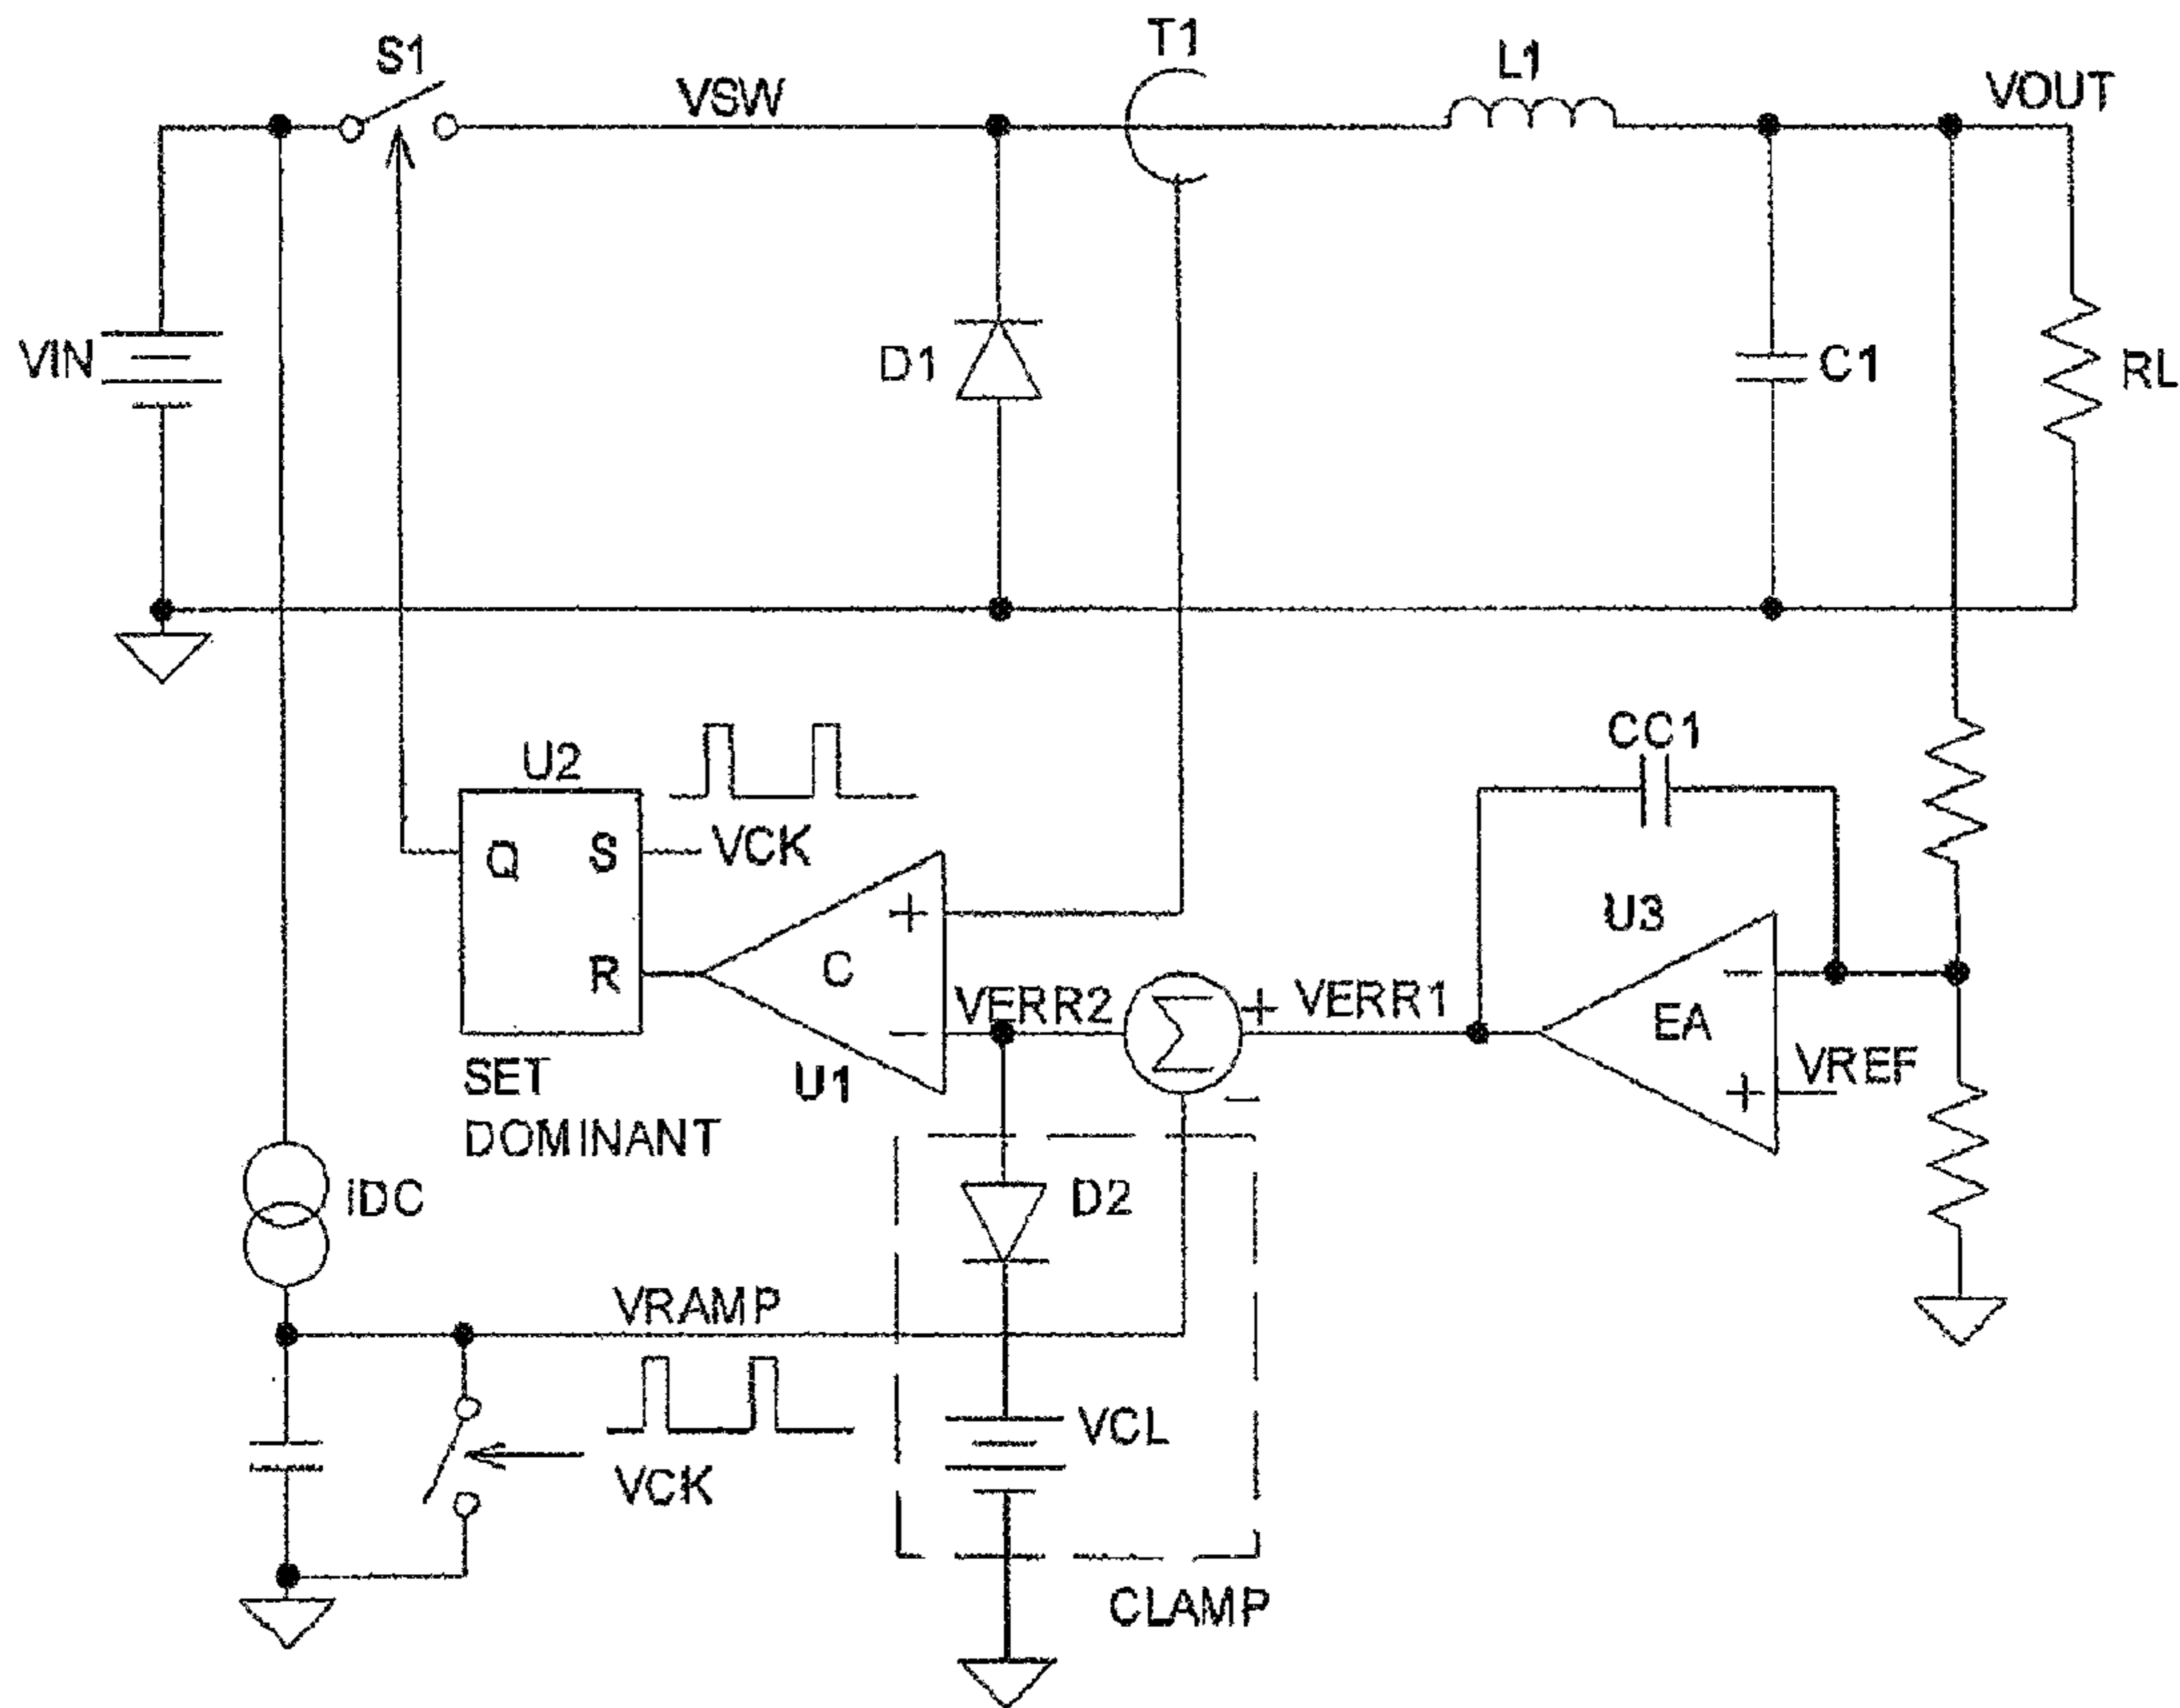 T1
S1
L1
VSW
VOUT
VIN
D1
C1
RL
CC1
U2
VCK
Q
S
U3
+
C
R
−
VERR2
Σ
+
VERR1
EA
−
VREF
+
SET
DOMINANT
U1
−
iDC
D2
VRAMP
VCL
VCK
CLAMP